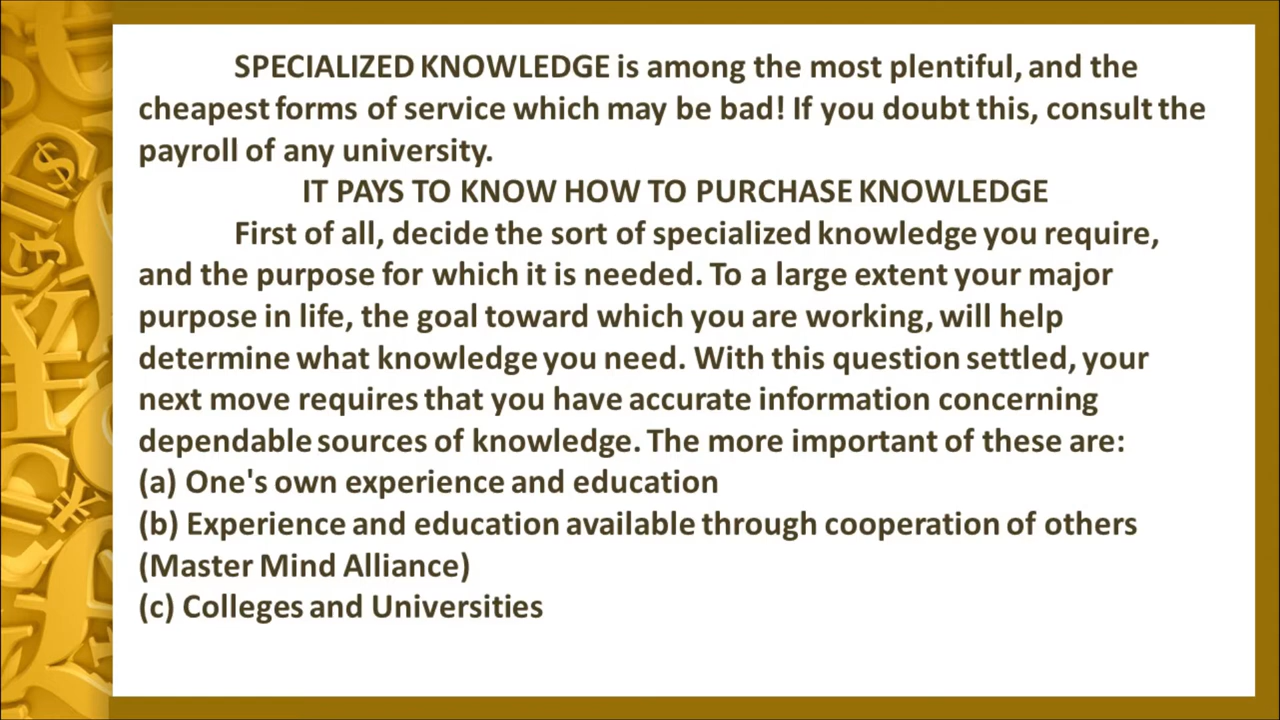 SPECIALIZED KNOWLEDGE is among the most plentiful, and the
cheapest forms of service which may be bad! If you doubt this, consult the
payroll of any university.
IT PAYS TO KNOW HOW TO PURCHASE KNOWLEDGE
First of all, decide the sort of specialized knowledge you require,
and the purpose for which it is needed. To a large extent your major
purpose in life, the goal toward which you are working, will help
determine what knowledge you need. With this question settled, your
next move requires that you have accurate information concerning
dependable sources of knowledge. The more important of these are:
(a) One's own experience and education
(b) Experience and education available through cooperation of others
(Master Mind Alliance)
(c) Colleges and Universities